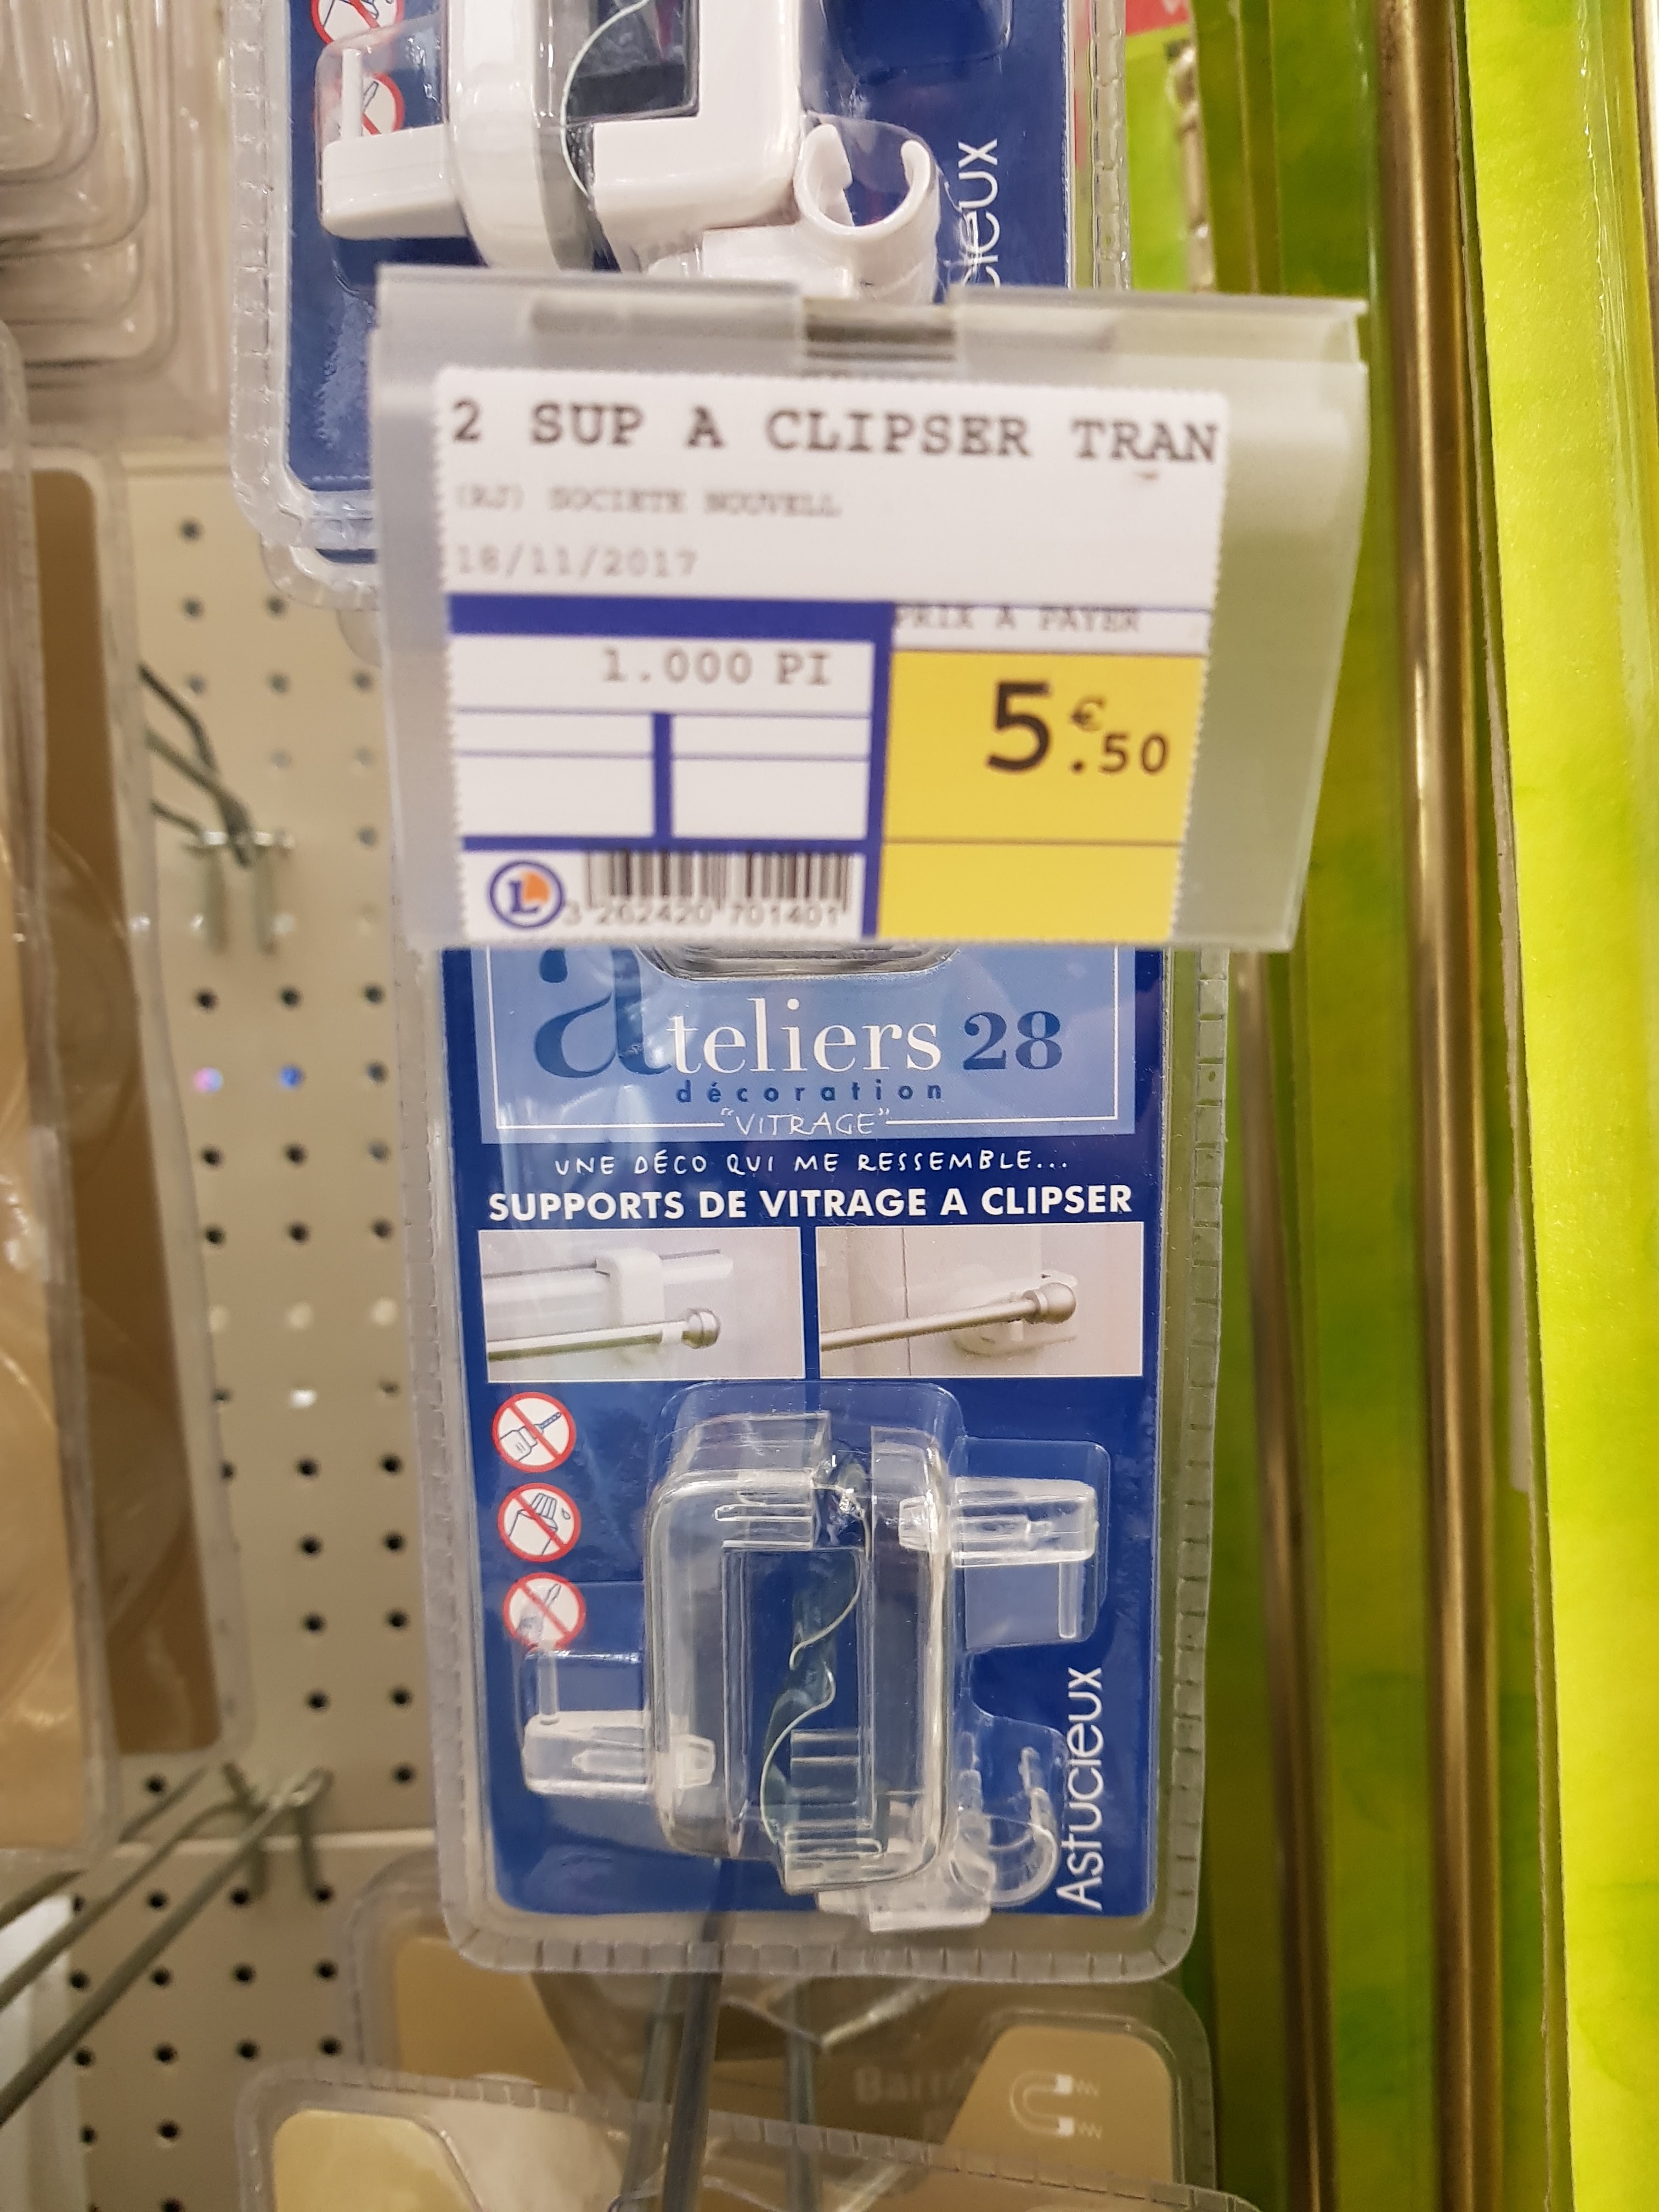 cieux
2 SUP A CLIPSER TRAN
(RJ) SOCIETE NOUVELL
18/11/2017
PRIX A PAYER
1.000 PI
5€.50
L
3 262420 701401
ateliers 28
décoration
"VITRAGE"
UNE DÉCO QUI ME RESSEMBLE...
SUPPORTS DE VITRAGE A CLIPSER
Astucieux